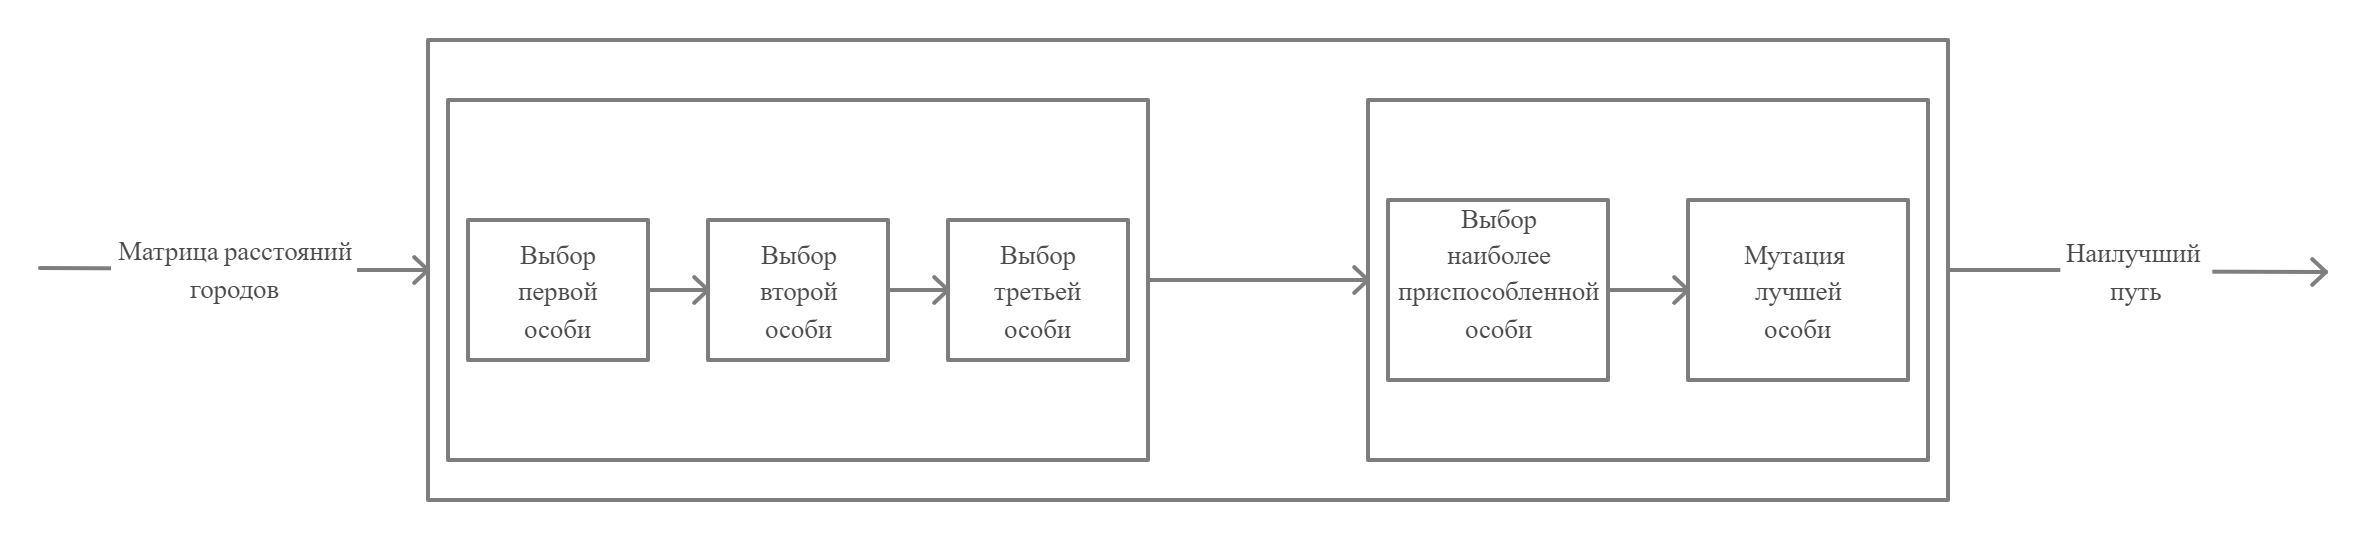 Матрица расстояний
городов
Выбор
первой
особи
Выбор
второй
особи
Выбор
третьей
особи
Выбор
наиболее
приспособленной
особи
Мутация
лучшей
особи
Наилучший
путь